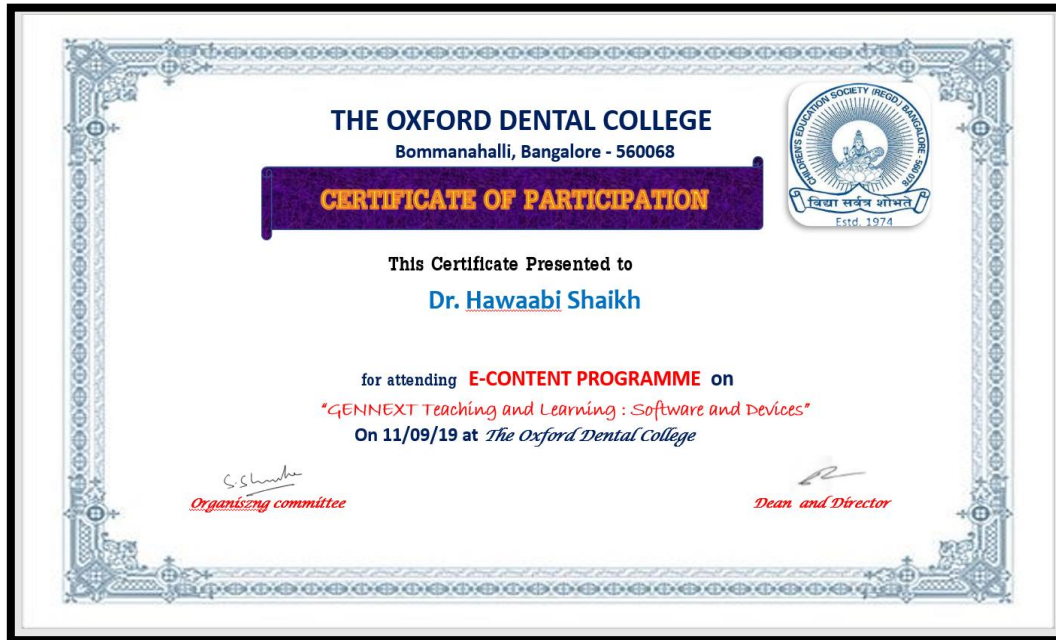 THE OXFORD DENTAL COLLEGE
Bommanahalli, Bangalore - 560068
CHILDREN'S EDUCATION SOCIETY (REGD) BANGALORE - 560 078
विद्या सर्वत्र शोभते
Estd. 1974
CERTIFICATE OF PARTICIPATION
This Certificate Presented to
Dr. Hawaabi Shaikh
for attending E-CONTENT PROGRAMME on
"GENNEXT Teaching and Learning : Software and Devices"
On 11/09/19 at The Oxford Dental College
Organiszng committee
Dean and Director